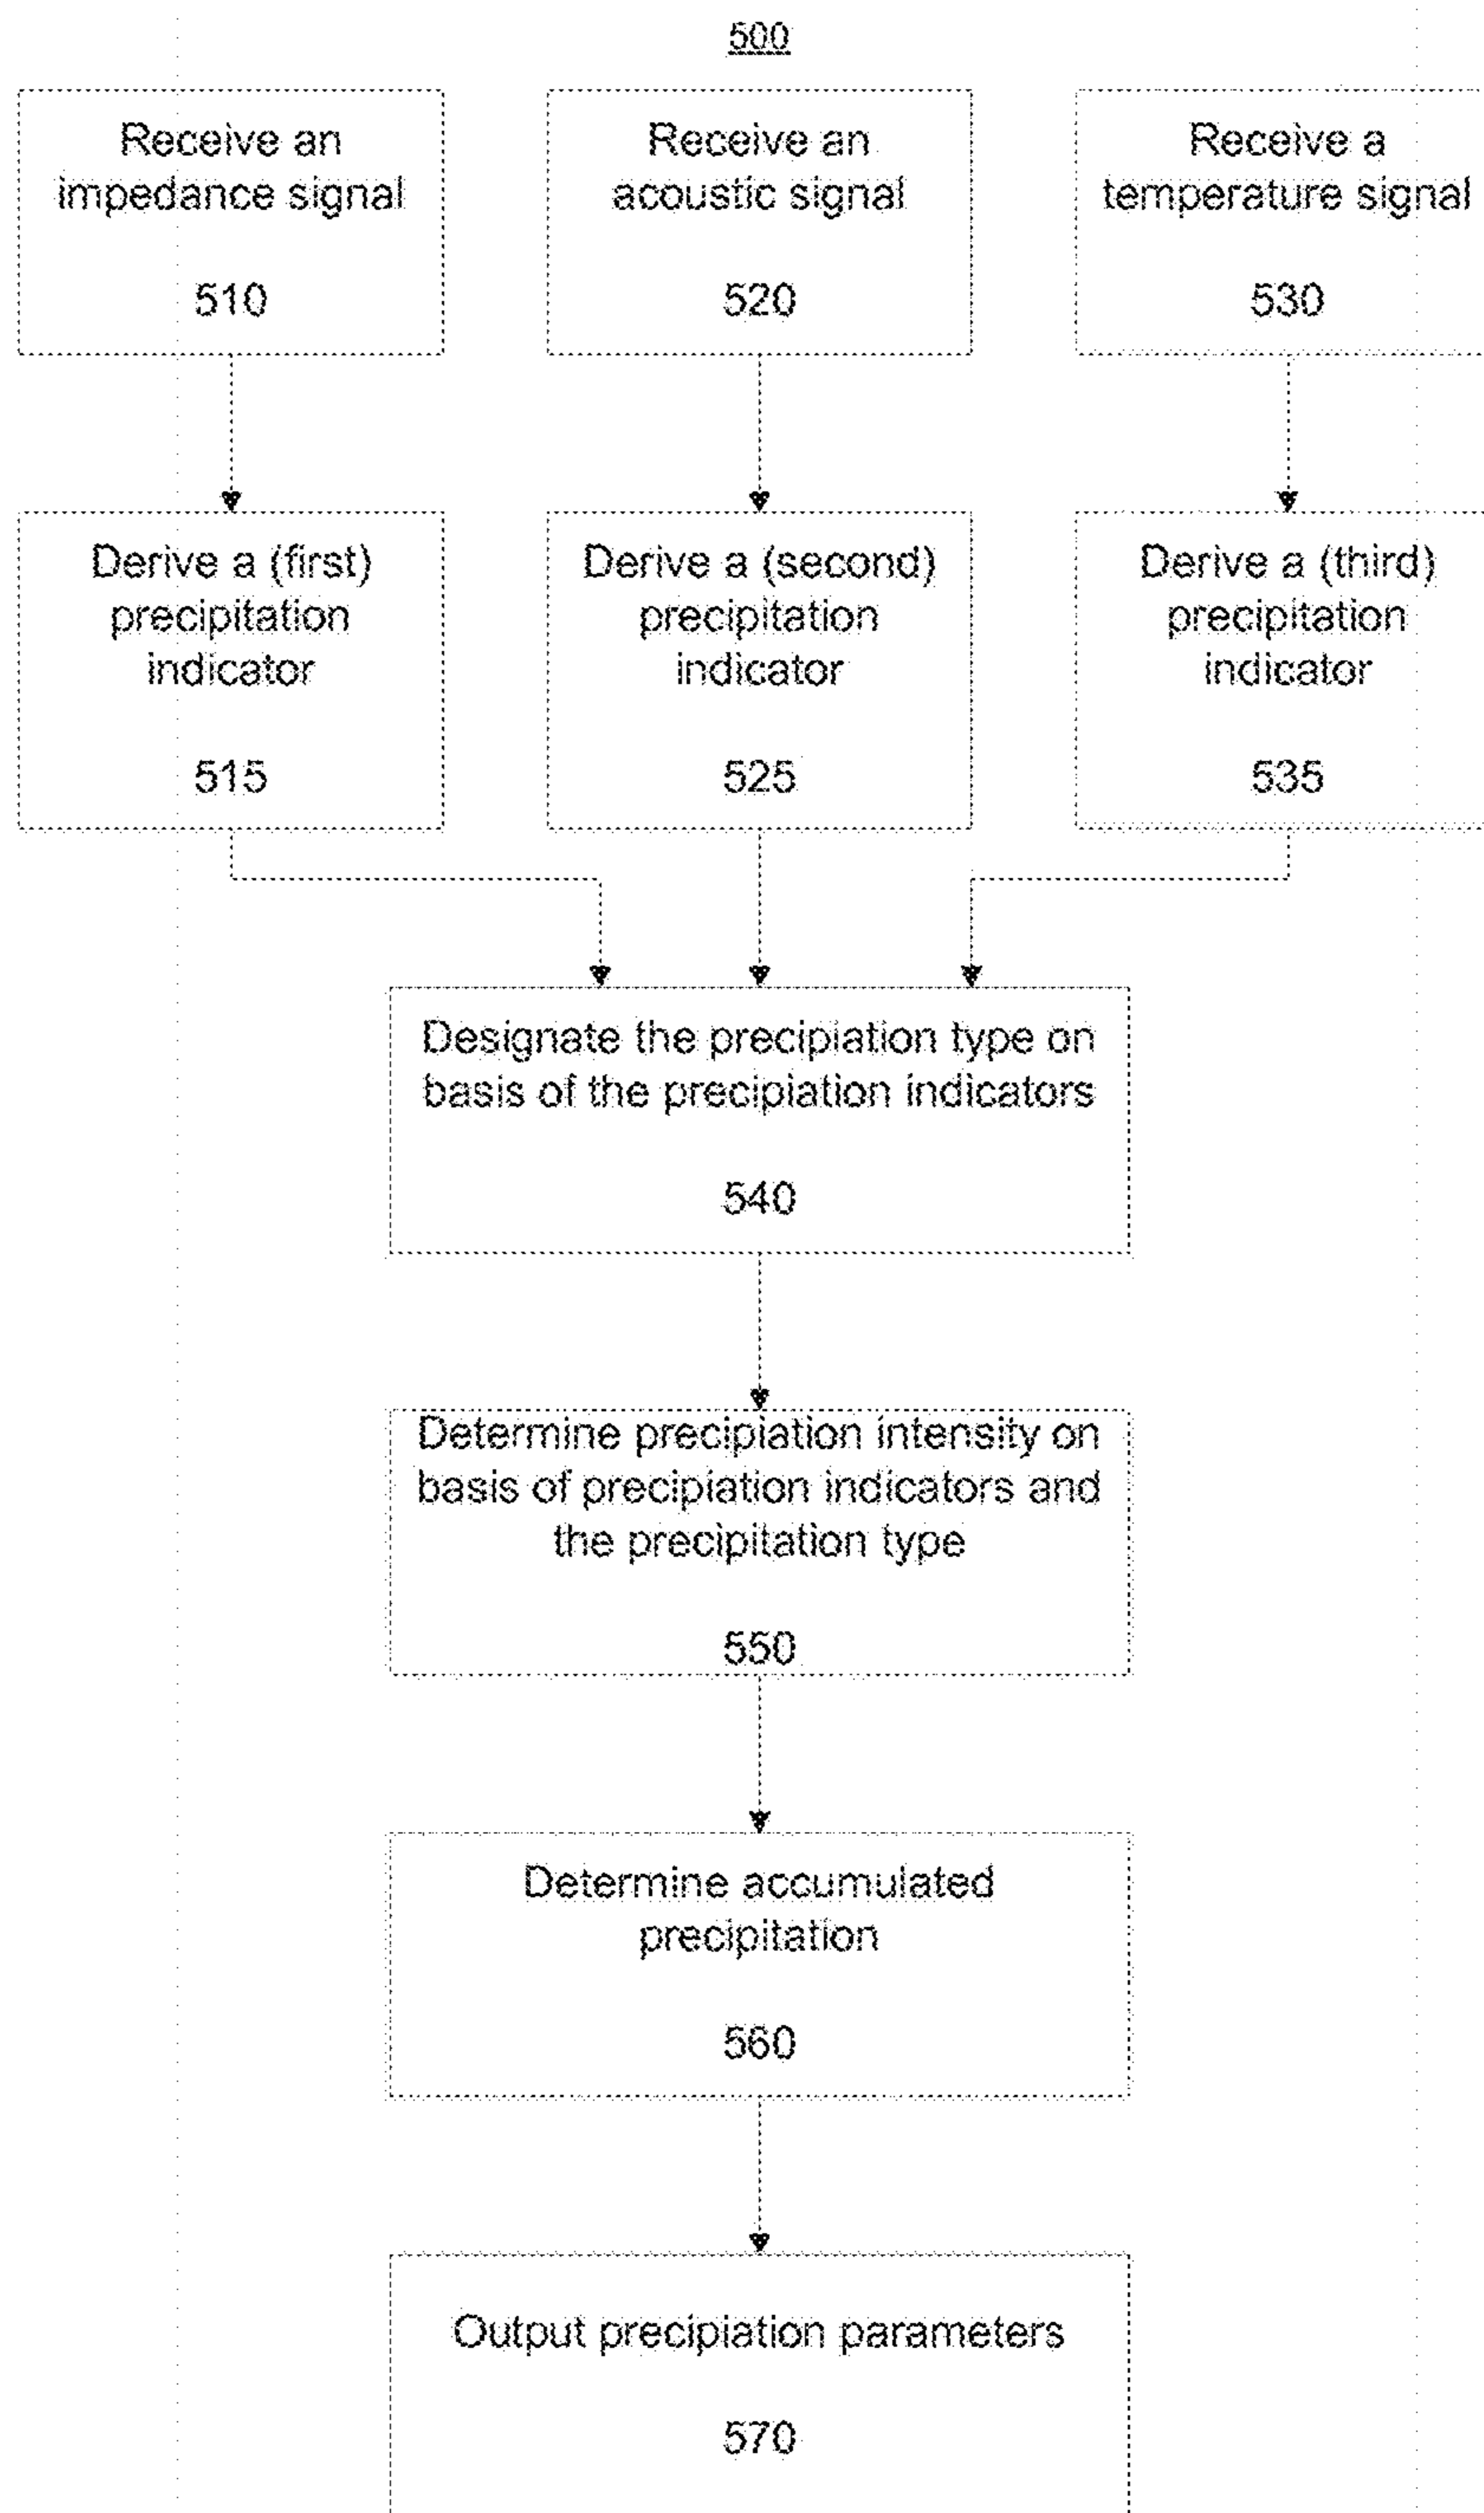 500
Receive an
impedance signal
510
Receive an
acoustic signal
520
Receive a
temperature signal
530
Derive a (first)
precipitation
indicator
515
Derive a (second)
precipitation
indicator
525
Derive a (third)
precipitation
indicator
535
Designate the precipiation type on
basis of the precipiation indicators
540
Determine precipiation intensity on
basis of precipiation indicators and
the precipitation type
550
Determine accumulated
precipitation
560
Output precipiation parameters
570